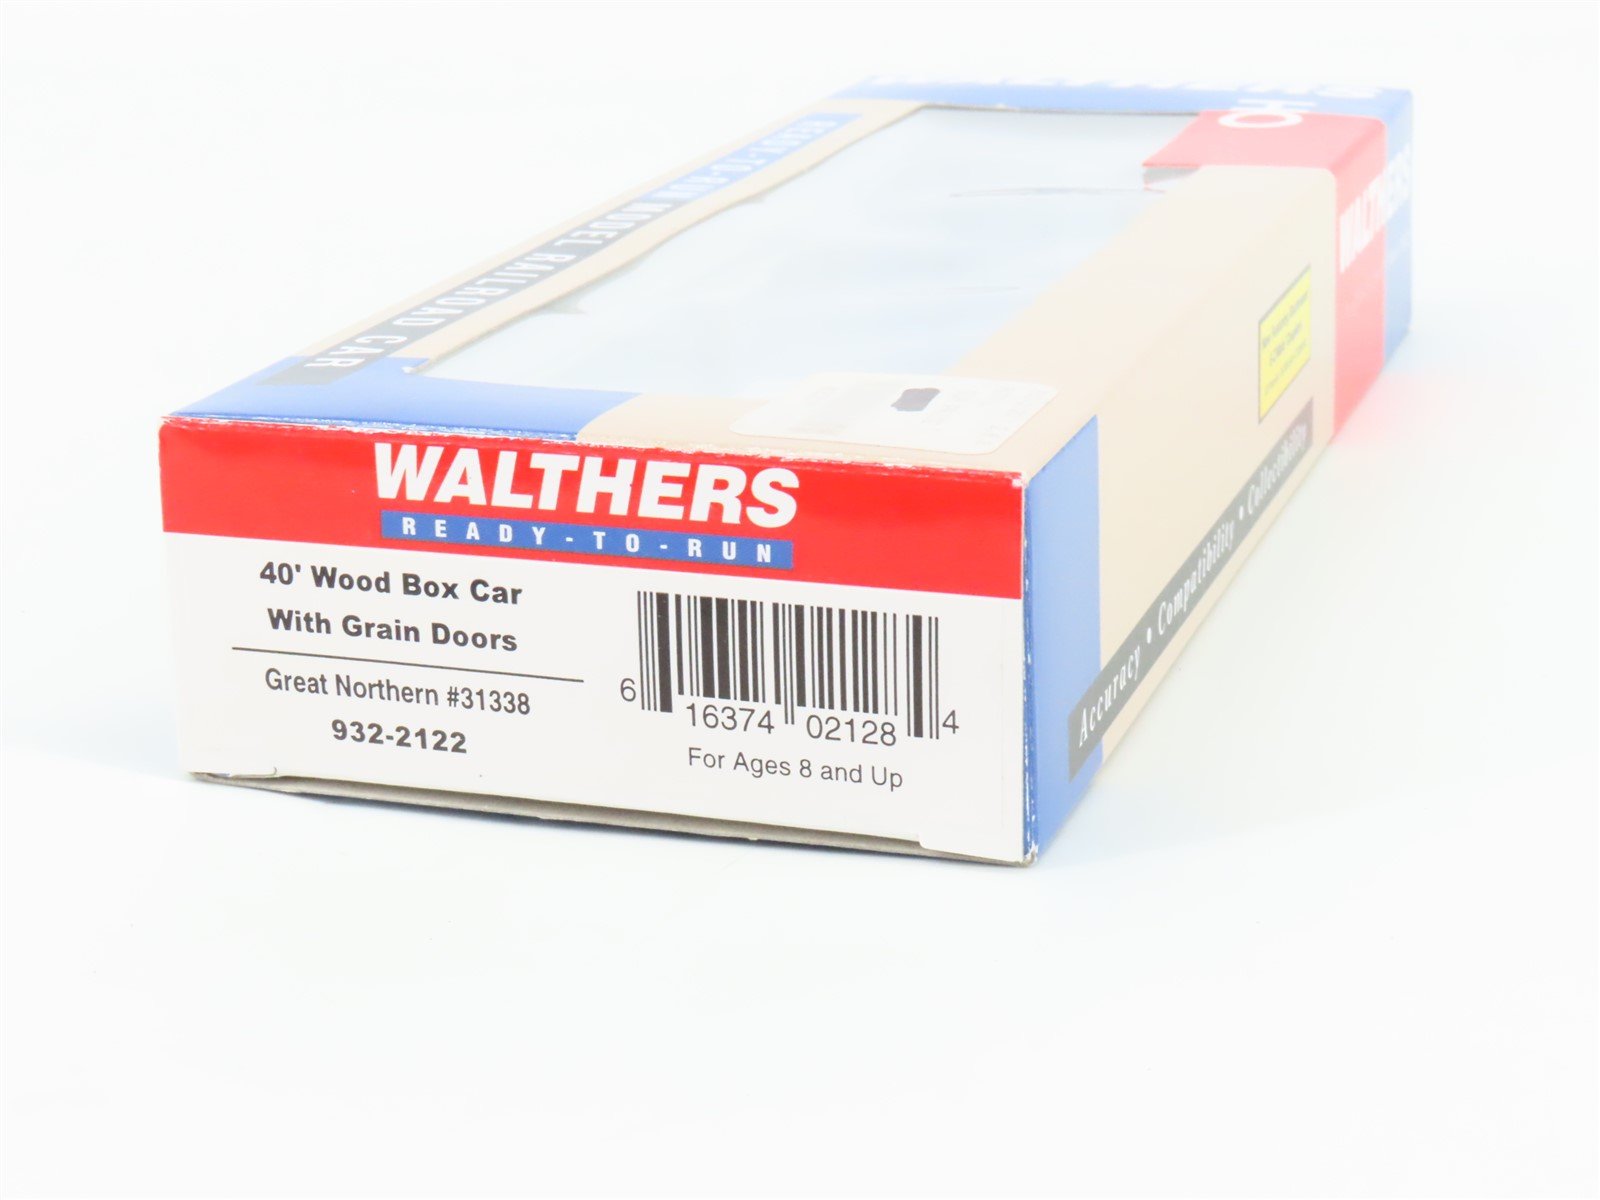 HO
WALTHERS
READY-TO-RUN MODEL RAILROAD CAR
WALTHERS
READY-TO-RUN
40' Wood Box Car
With Grain Doors
Great Northern #31338
932-2122
6 16374 02128 4
For Ages 8 and Up
Accuracy • Compatibility • Collectibility